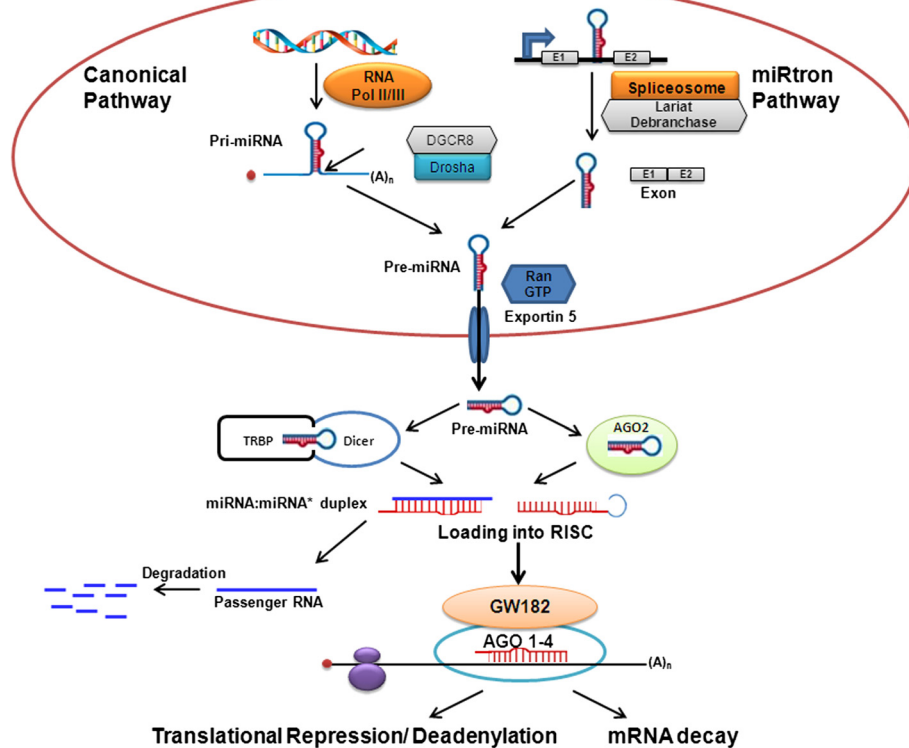 Canonical
Pathway
RNA
Pol II/III
Pri-miRNA
DGCR8
Drosha
(A)n
E1
E2
Spliceosome
Lariat
Debranchase
miRtron
Pathway
E1 E2
Exon
Pre-miRNA
Ran
GTP
Exportin 5
Pre-miRNA
TRBP
Dicer
AGO2
miRNA:miRNA* duplex
Loading into RISC
Degradation
Passenger RNA
GW182
AGO 1-4
(A)n
Translational Repression/ Deadenylation
mRNA decay